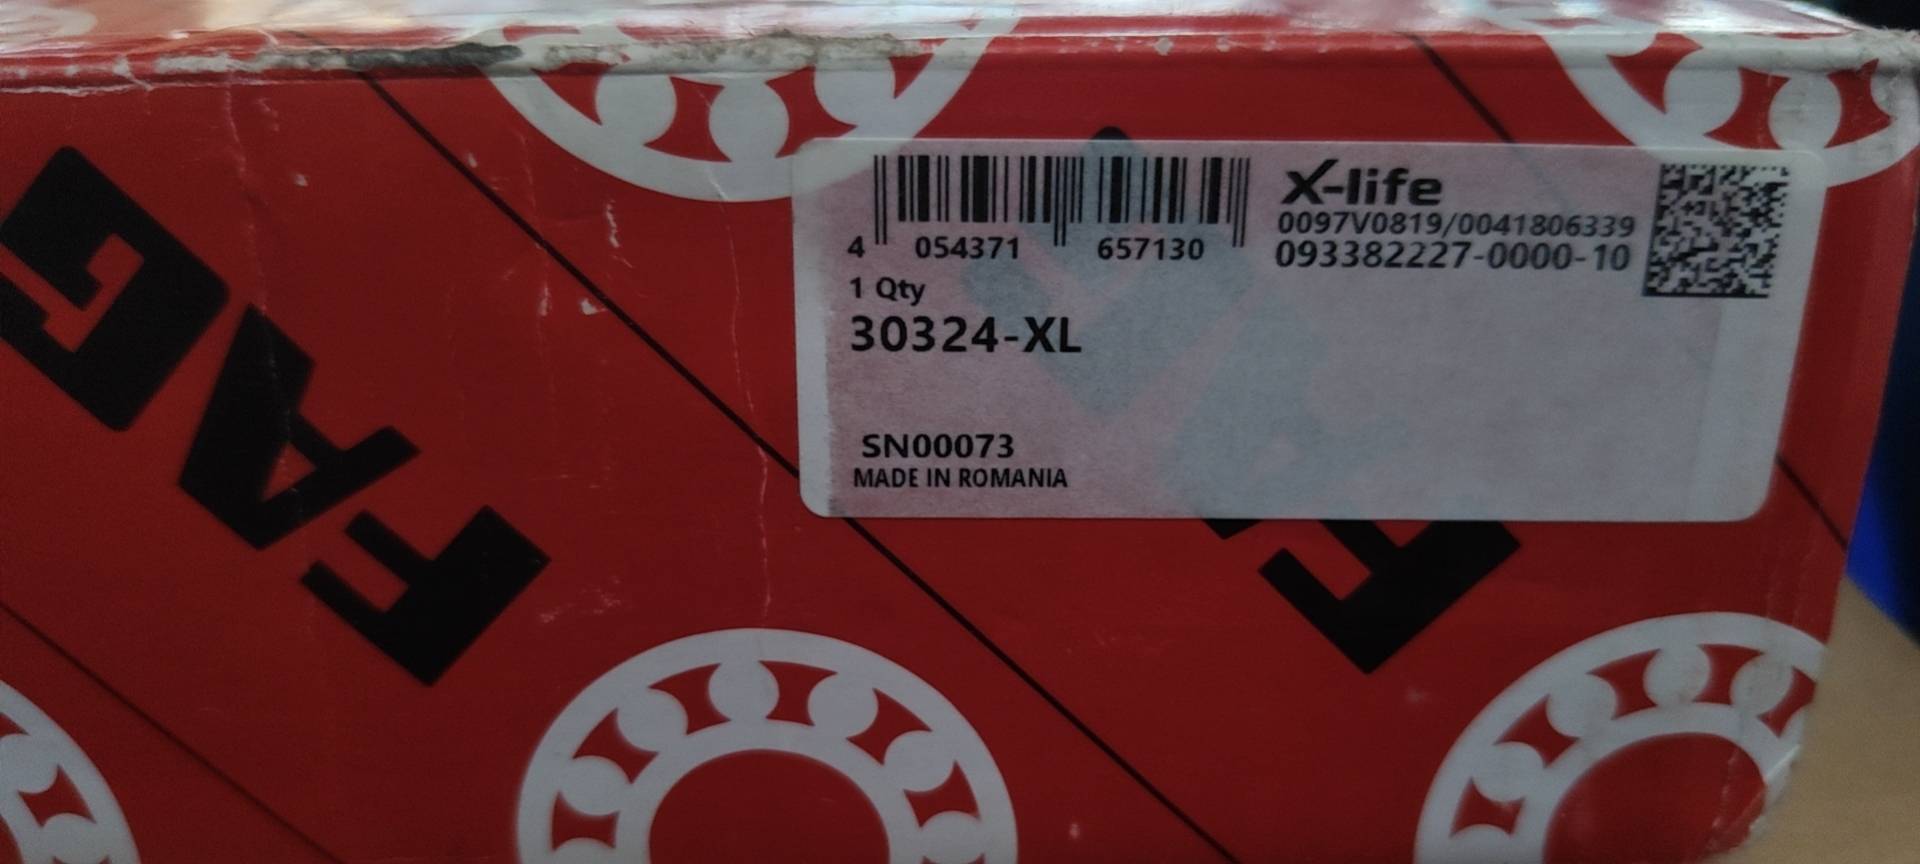 FAG
4 054371 657130
X-life
0097V0819/0041806339
093382227-0000-10
1 Qty
30324-XL
SN00073
MADE IN ROMANIA